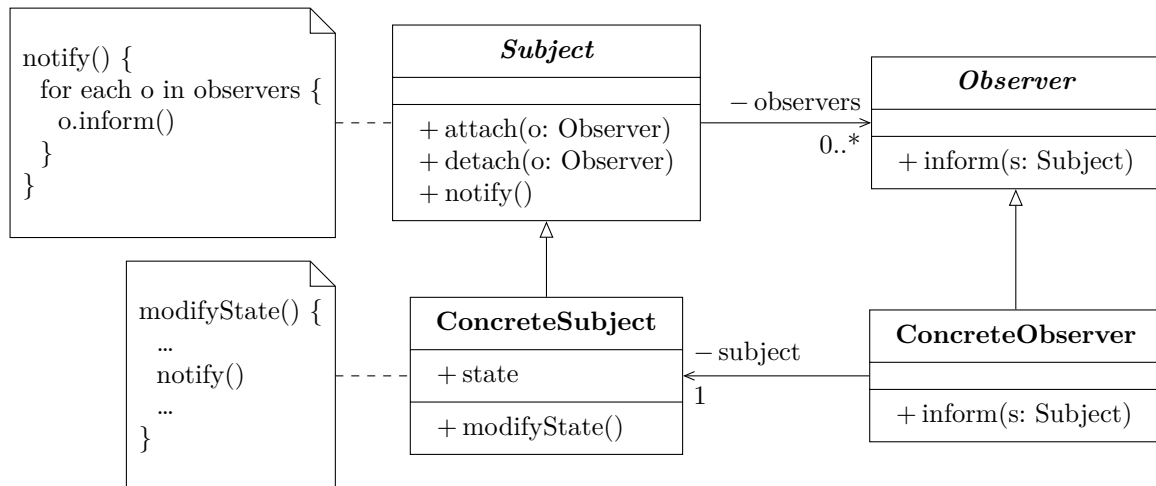 notify() {
for each o in observers {
o.inform()
}
}
Subject
+ attach(o: Observer)
+ detach(o: Observer)
+ notify()
− observers
0..*
Observer
+ inform(s: Subject)
modifyState() {
...
notify()
...
}
ConcreteSubject
+ state
+ modifyState()
− subject
1
ConcreteObserver
+ inform(s: Subject)